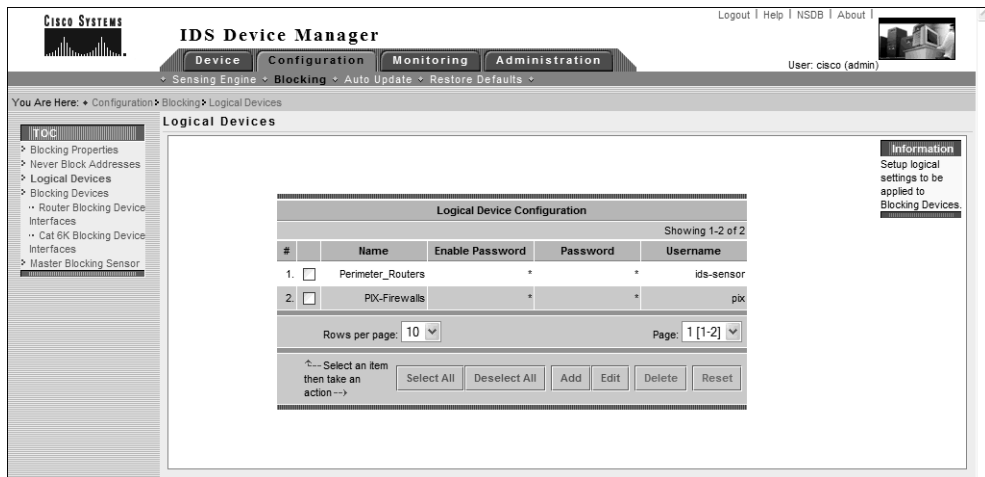 CISCO SYSTEMS
Logout | Help | NSDB | About |
IDS Device Manager
Device Configuration Monitoring Administration
User: cisco (admin)
Sensing Engine Blocking Auto Update Restore Defaults
You Are Here: Configuration Blocking Logical Devices
Logical Devices
TOC
Blocking Properties
Never Block Addresses
Logical Devices
Blocking Devices
Router Blocking Device
Interfaces
Cat 6K Blocking Device
Interfaces
Master Blocking Sensor
Logical Device Configuration
Showing 1-2 of 2
# Name Enable Password Password Username
1. Perimeter_Routers * * ids-sensor
2. PIX-Firewalls * * pix
Rows per page: 10 Page: 1 [1-2]
Select an item
then take an
action-->
Select All Deselect All Add Edit Delete Reset
Information
Setup logical
settings to be
applied to
Blocking Devices.